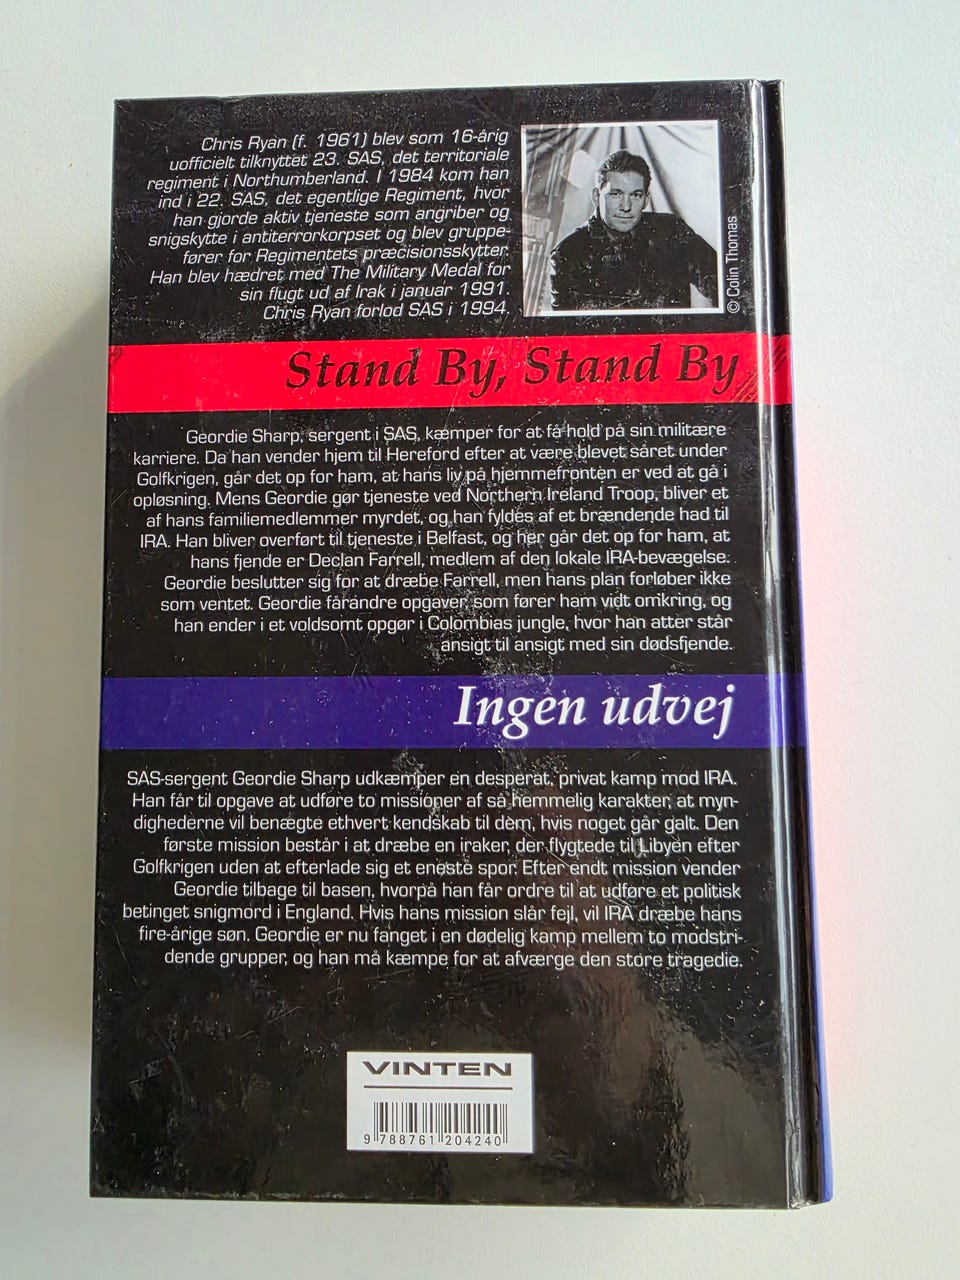 Chris Ryan (f. 1961) blev som 16-årig
uofficielt tilknyttet 23. SAS, det territoriale
regiment i Northumberland. I 1984 kom han
ind i 22. SAS, det egentlige Regiment, hvor
han gjorde aktiv tjeneste som angriber og
snigskytte i antiterrorkorpset og blev gruppe-
fører for Regimentets præcisionsskytter.
Han blev hædret med The Military Medal for
sin flugt ud af Irak i januar 1991.
Chris Ryan forlod SAS i 1994.
© Colin Thomas
Stand By, Stand By
Geordie Sharp, sergent i SAS, kæmper for at få hold på sin militære
karriere. Da han vender hjem til Hereford efter at være blevet såret under
Golfkrigen, går det op for ham, at hans liv på hjemmefronten er ved at gå i
opløsning. Mens Geordie gør tjeneste ved Northern Ireland Troop, bliver et
af hans familiemedlemmer myrdet, og han fyldes af et brændende had til
IRA. Han bliver overført til tjeneste i Belfast, og her går det op for ham, at
hans fjende er Declan Farrell, medlem af den lokale IRA-bevægelse.
Geordie beslutter sig for at dræbe Farrell, men hans plan forløber ikke
som ventet. Geordie får andre opgaver, som fører ham vidt omkring, og
han ender i et voldsomt opgør i Colombias jungle, hvor han atter står
ansigt til ansigt med sin dødsfjende.
Ingen udvej
SAS-sergent Geordie Sharp udkæmper en desperat, privat kamp mod IRA.
Han får til opgave at udføre to missioner af så hemmelig karakter, at myn-
dighederne vil benægte ethvert kendskab til dem, hvis noget går galt. Den
første mission består i at dræbe en iraker, der flygtede til Libyen efter
Golfkrigen uden at efterlade sig et eneste spor. Efter endt mission vender
Geordie tilbage til basen, hvorpå han får ordre til at udføre et politisk
betinget snigmord i England. Hvis hans mission slår fejl, vil IRA dræbe hans
fire-årige søn. Geordie er nu fanget i en dødelig kamp mellem to modstri-
dende grupper, og han må kæmpe for at afværge den store tragedie.
VINTEN
9 788761 204240